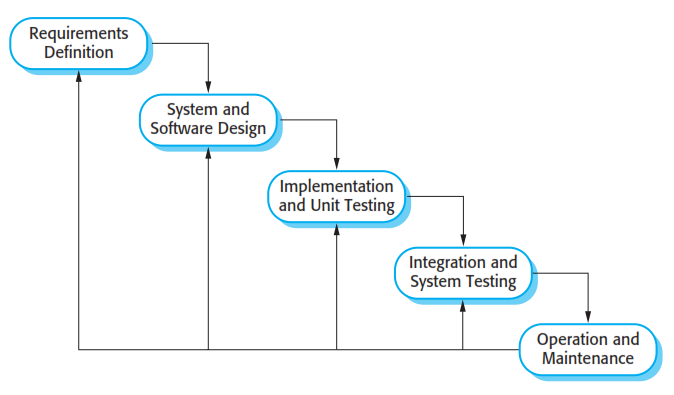 Requirements
Definition
System and
Software Design
Implementation
and Unit Testing
Integration and
System Testing
Operation and
Maintenance